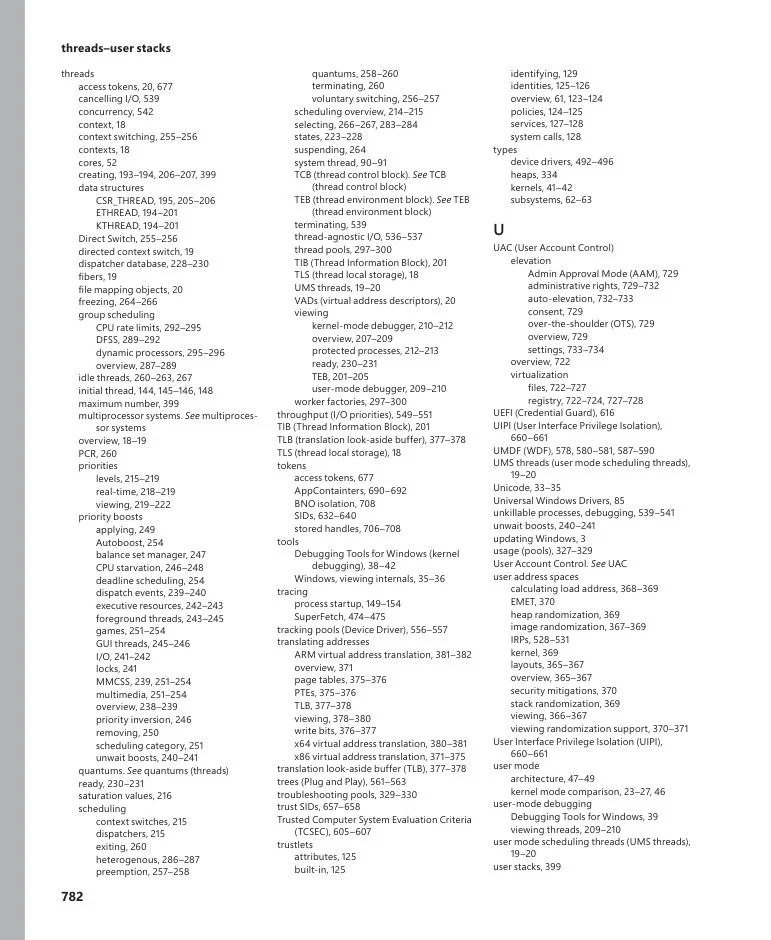 threads–user stacks
threads
access tokens, 20, 677
cancelling I/O, 539
concurrency, 542
context, 18
context switching, 255–256
contexts, 18
cores, 52
creating, 193–194, 206–207, 399
data structures
CSR_THREAD, 195, 205–206
ETHREAD, 194–201
KTHREAD, 194–201
Direct Switch, 255–256
directed context switch, 19
dispatcher database, 228–230
fibers, 19
file mapping objects, 20
freezing, 264–266
group scheduling
CPU rate limits, 292–295
DFSS, 289–292
dynamic processors, 295–296
overview, 287–289
idle threads, 260–263, 267
initial thread, 144, 145–146, 148
maximum number, 399
multiprocessor systems. See multiproces-
sor systems
overview, 18–19
PCR, 260
priorities
levels, 215–219
real-time, 218–219
viewing, 219–222
priority boosts
applying, 249
Autoboost, 254
balance set manager, 247
CPU starvation, 246–248
deadline scheduling, 254
dispatch events, 239–240
executive resources, 242–243
foreground threads, 243–245
games, 251–254
GUI threads, 245–246
I/O, 241–242
locks, 241
MMCSS, 239, 251–254
multimedia, 251–254
overview, 238–239
priority inversion, 246
removing, 250
scheduling category, 251
unwait boosts, 240–241
quantums. See quantums (threads)
ready, 230–231
saturation values, 216
scheduling
context switches, 215
dispatchers, 215
exiting, 260
heterogenous, 286–287
preemption, 257–258
quantums, 258–260
terminating, 260
voluntary switching, 256–257
scheduling overview, 214–215
selecting, 266–267, 283–284
states, 223–228
suspending, 264
system thread, 90–91
TCB (thread control block). See TCB
(thread control block)
TEB (thread environment block). See TEB
(thread environment block)
terminating, 539
thread-agnostic I/O, 536–537
thread pools, 297–300
TIB (Thread Information Block), 201
TLS (thread local storage), 18
UMS threads, 19–20
VADs (virtual address descriptors), 20
viewing
kernel-mode debugger, 210–212
overview, 207–209
protected processes, 212–213
ready, 230–231
TEB, 201–205
user-mode debugger, 209–210
worker factories, 297–300
throughput (I/O priorities), 549–551
TIB (Thread Information Block), 201
TLB (translation look-aside buffer), 377–378
TLS (thread local storage), 18
tokens
access tokens, 677
AppContainters, 690–692
BNO isolation, 708
SIDs, 632–640
stored handles, 706–708
tools
Debugging Tools for Windows (kernel
debugging), 38–42
Windows, viewing internals, 35–36
tracing
process startup, 149–154
SuperFetch, 474–475
tracking pools (Device Driver), 556–557
translating addresses
ARM virtual address translation, 381–382
overview, 371
page tables, 375–376
PTEs, 375–376
TLB, 377–378
viewing, 378–380
write bits, 376–377
x64 virtual address translation, 380–381
x86 virtual address translation, 371–375
translation look-aside buffer (TLB), 377–378
trees (Plug and Play), 561–563
troubleshooting pools, 329–330
trust SIDs, 657–658
Trusted Computer System Evaluation Criteria
(TCSEC), 605–607
trustlets
attributes, 125
built-in, 125
identifying, 129
identities, 125–126
overview, 61, 123–124
policies, 124–125
services, 127–128
system calls, 128
types
device drivers, 492–496
heaps, 334
kernels, 41–42
subsystems, 62–63
U
UAC (User Account Control)
elevation
Admin Approval Mode (AAM), 729
administrative rights, 729–732
auto-elevation, 732–733
consent, 729
over-the-shoulder (OTS), 729
overview, 729
settings, 733–734
overview, 722
virtualization
files, 722–727
registry, 722–724, 727–728
UEFI (Credential Guard), 616
UIPI (User Interface Privilege Isolation),
660–661
UMDF (WDF), 578, 580–581, 587–590
UMS threads (user mode scheduling threads),
19–20
Unicode, 33–35
Universal Windows Drivers, 85
unkillable processes, debugging, 539–541
unwait boosts, 240–241
updating Windows, 3
usage (pools), 327–329
User Account Control. See UAC
user address spaces
calculating load address, 368–369
EMET, 370
heap randomization, 369
image randomization, 367–369
IRPs, 528–531
kernel, 369
layouts, 365–367
overview, 365–367
security mitigations, 370
stack randomization, 369
viewing, 366–367
viewing randomization support, 370–371
User Interface Privilege Isolation (UIPI),
660–661
user mode
architecture, 47–49
kernel mode comparison, 23–27, 46
user-mode debugging
Debugging Tools for Windows, 39
viewing threads, 209–210
user mode scheduling threads (UMS threads),
19–20
user stacks, 399
782